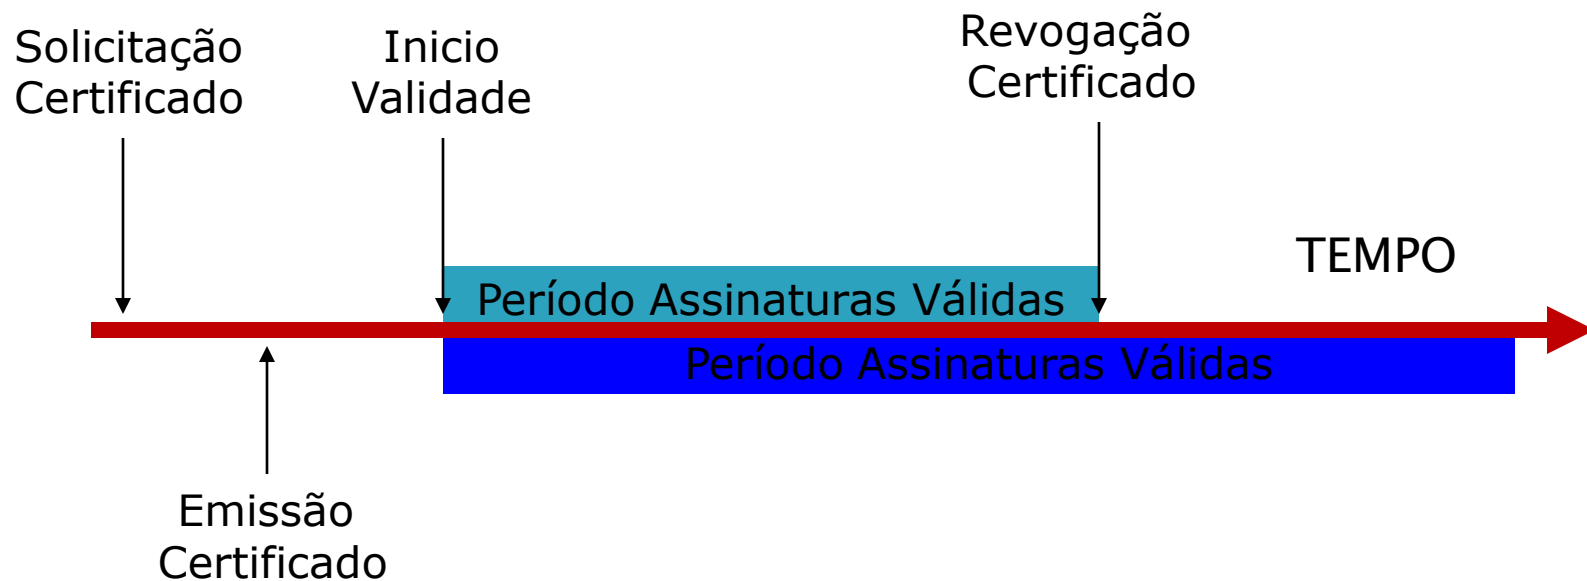 Solicitação
Certificado
Inicio
Validade
Revogação
Certificado
TEMPO
Período Assinaturas Válidas
Período Assinaturas Válidas
Emissão
Certificado